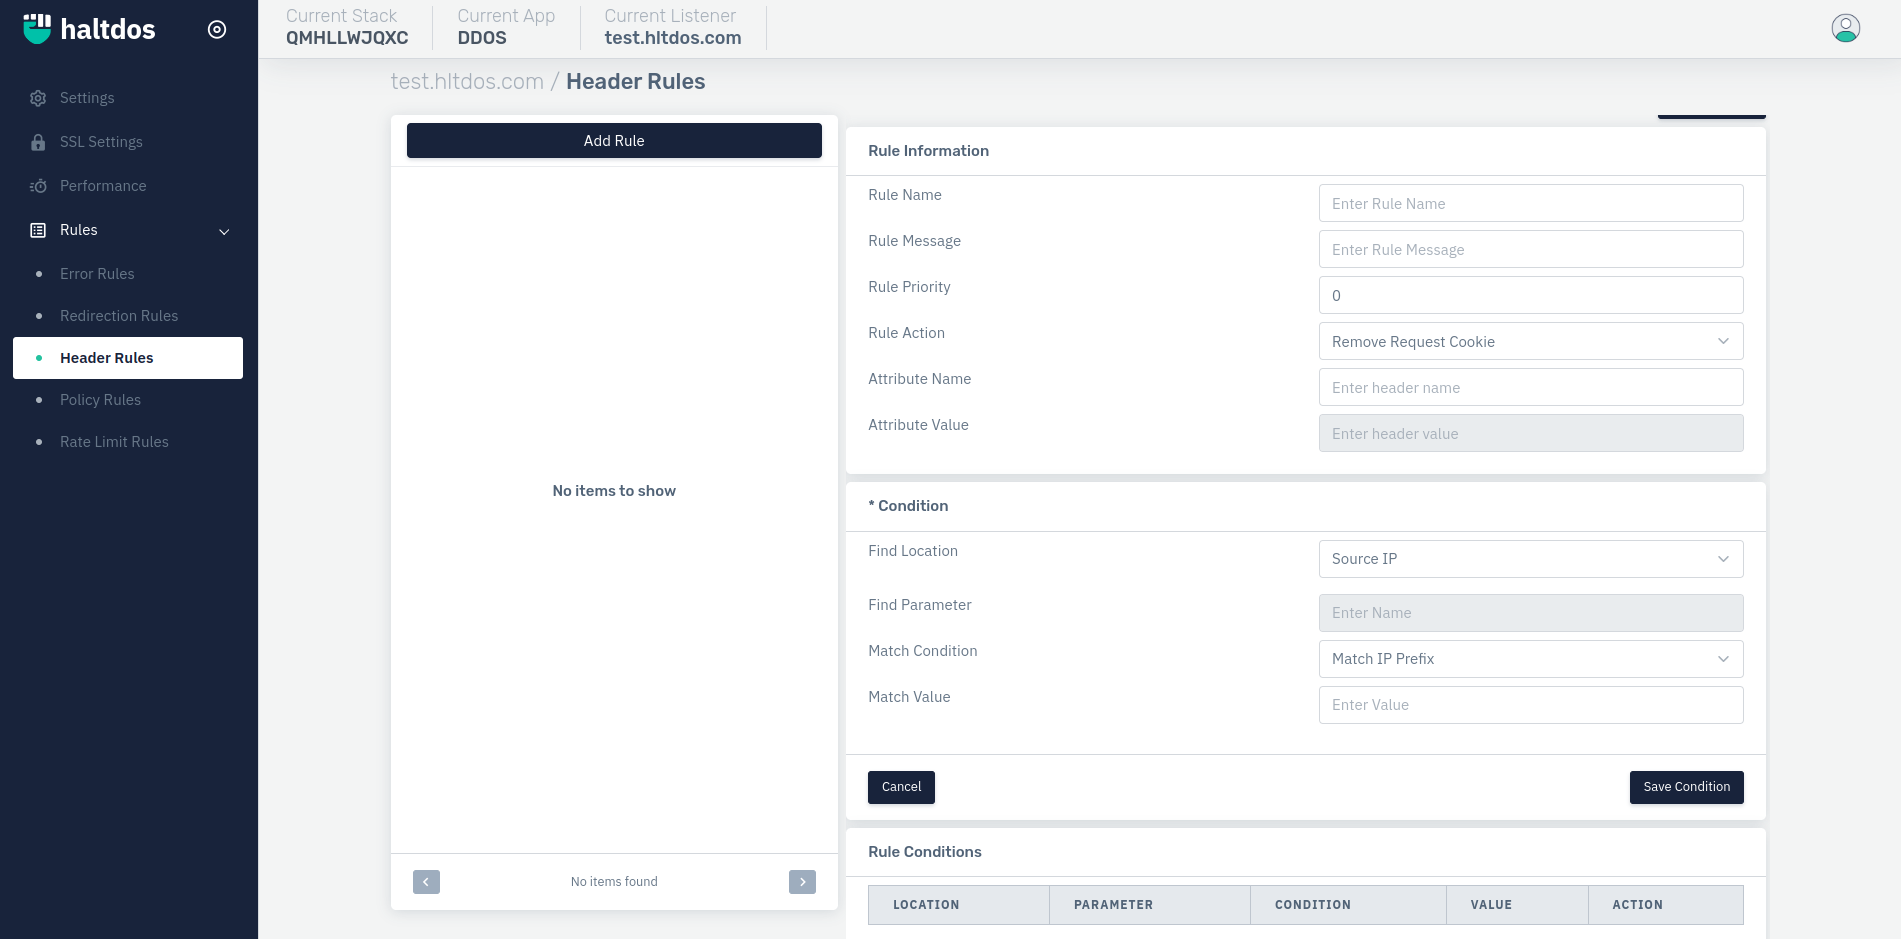 haltdos
Current Stack
QMHLLWJQXC
Current App
DDOS
Current Listener
test.hltdos.com
Settings
SSL Settings
Performance
Rules
Error Rules
Redirection Rules
Header Rules
Policy Rules
Rate Limit Rules
test.hltdos.com / Header Rules
Add Rule
No items to show
No items found
Rule Information
Rule Name
Enter Rule Name
Rule Message
Enter Rule Message
Rule Priority
0
Rule Action
Remove Request Cookie
Attribute Name
Enter header name
Attribute Value
Enter header value
* Condition
Find Location
Source IP
Find Parameter
Enter Name
Match Condition
Match IP Prefix
Match Value
Enter Value
Cancel
Save Condition
Rule Conditions
LOCATION PARAMETER CONDITION VALUE ACTION